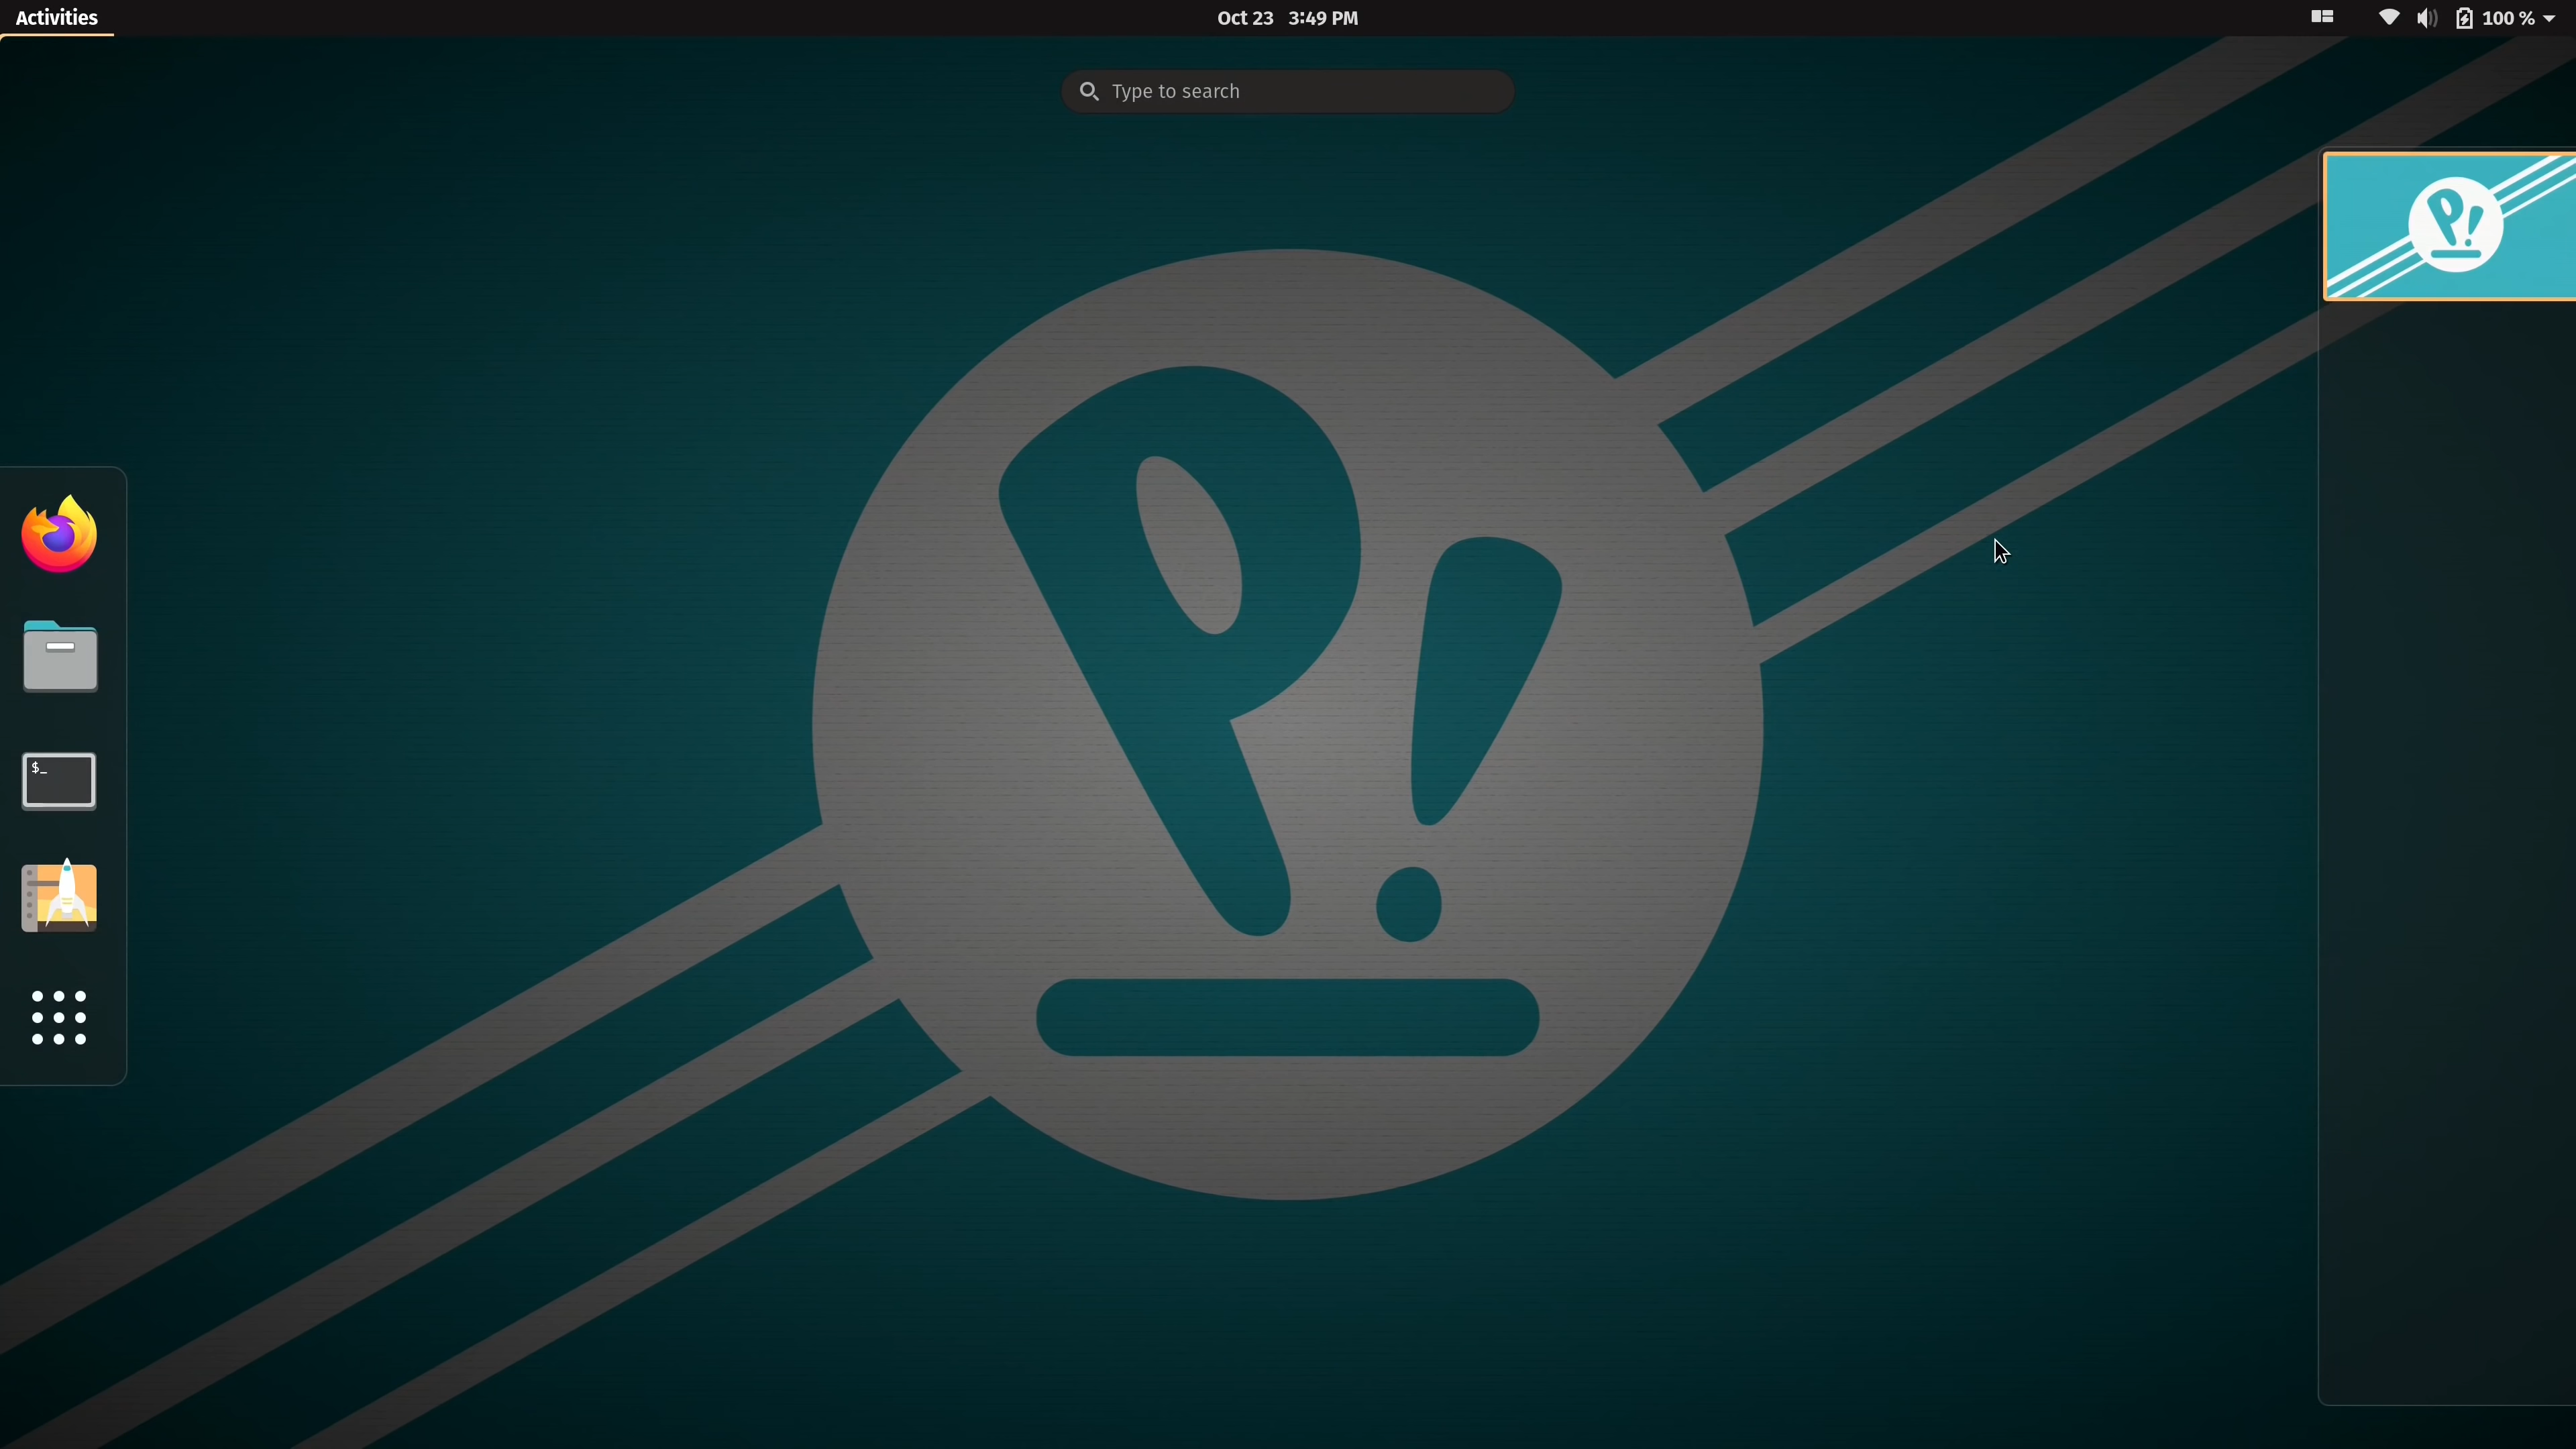 Activities
Oct 23 3:49 PM
100 %
Type to search
P!
$_
P!